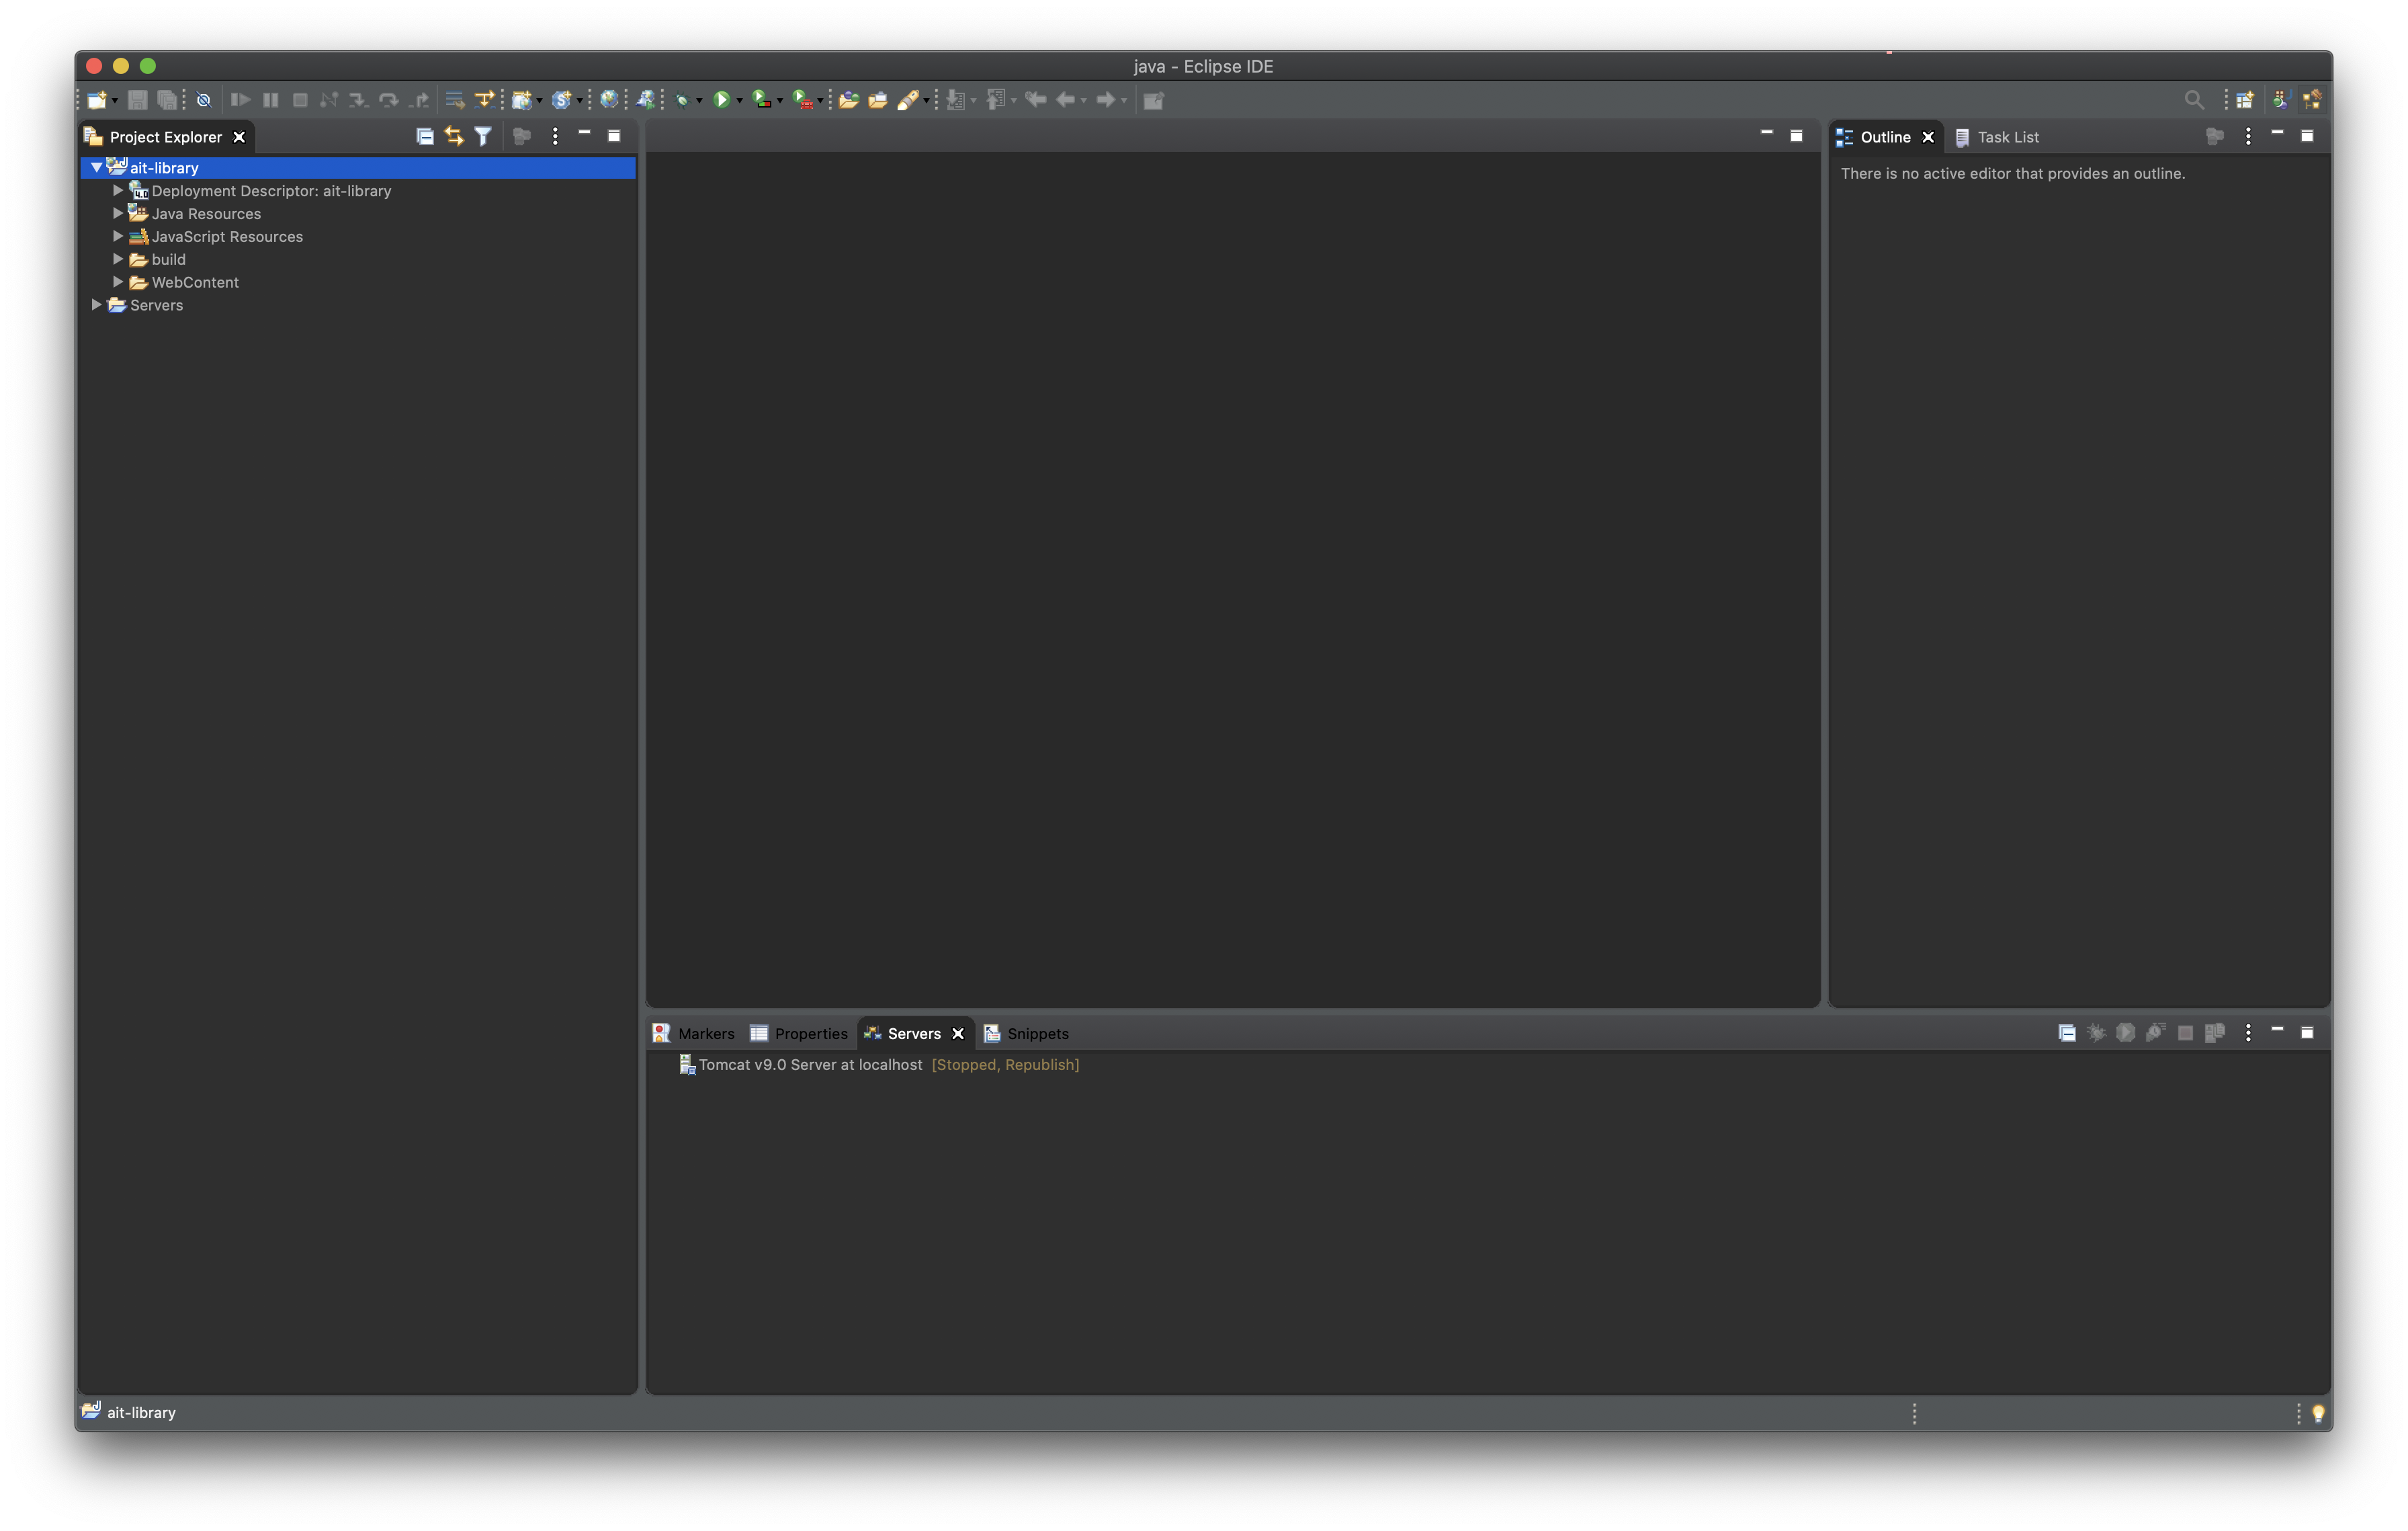 java - Eclipse IDE
Project Explorer
ait-library
Deployment Descriptor: ait-library
Java Resources
JavaScript Resources
build
WebContent
Servers
Outline
Task List
There is no active editor that provides an outline.
Markers
Properties
Servers
Snippets
Tomcat v9.0 Server at localhost [Stopped, Republish]
ait-library